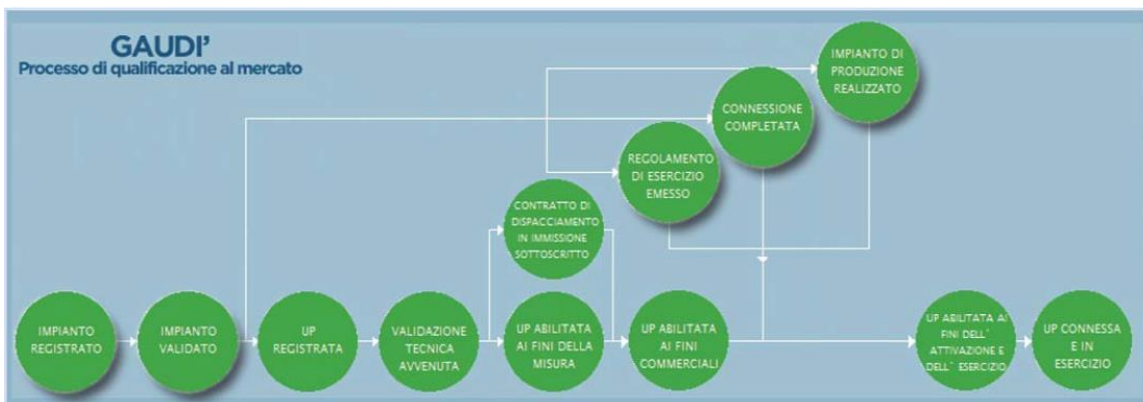 GAUDI'
Processo di qualificazione al mercato
IMPIANTO DI
PRODUZIONE
REALIZZATO
CONNESSIONE
COMPLETATA
REGOLAMENTO
DI ESERCIZIO
EMESSO
CONTRATTO DI
DISPACCIAMENTO
IN IMMISSIONE
SOTTOSCRITTO
IMPIANTO
REGISTRATO
IMPIANTO
VALIDATO
UP
REGISTRATA
VALIDAZIONE
TECNICA
AVVENUTA
UP ABILITATA
AI FINI DELLA
MISURA
UP ABILITATA
AI FINI
COMMERCIALI
UP ABILITATA AI
FINI DELL`
ATTIVAZIONE E
DELL` ESERCIZIO
UP CONNESSA
E IN
ESERCIZIO